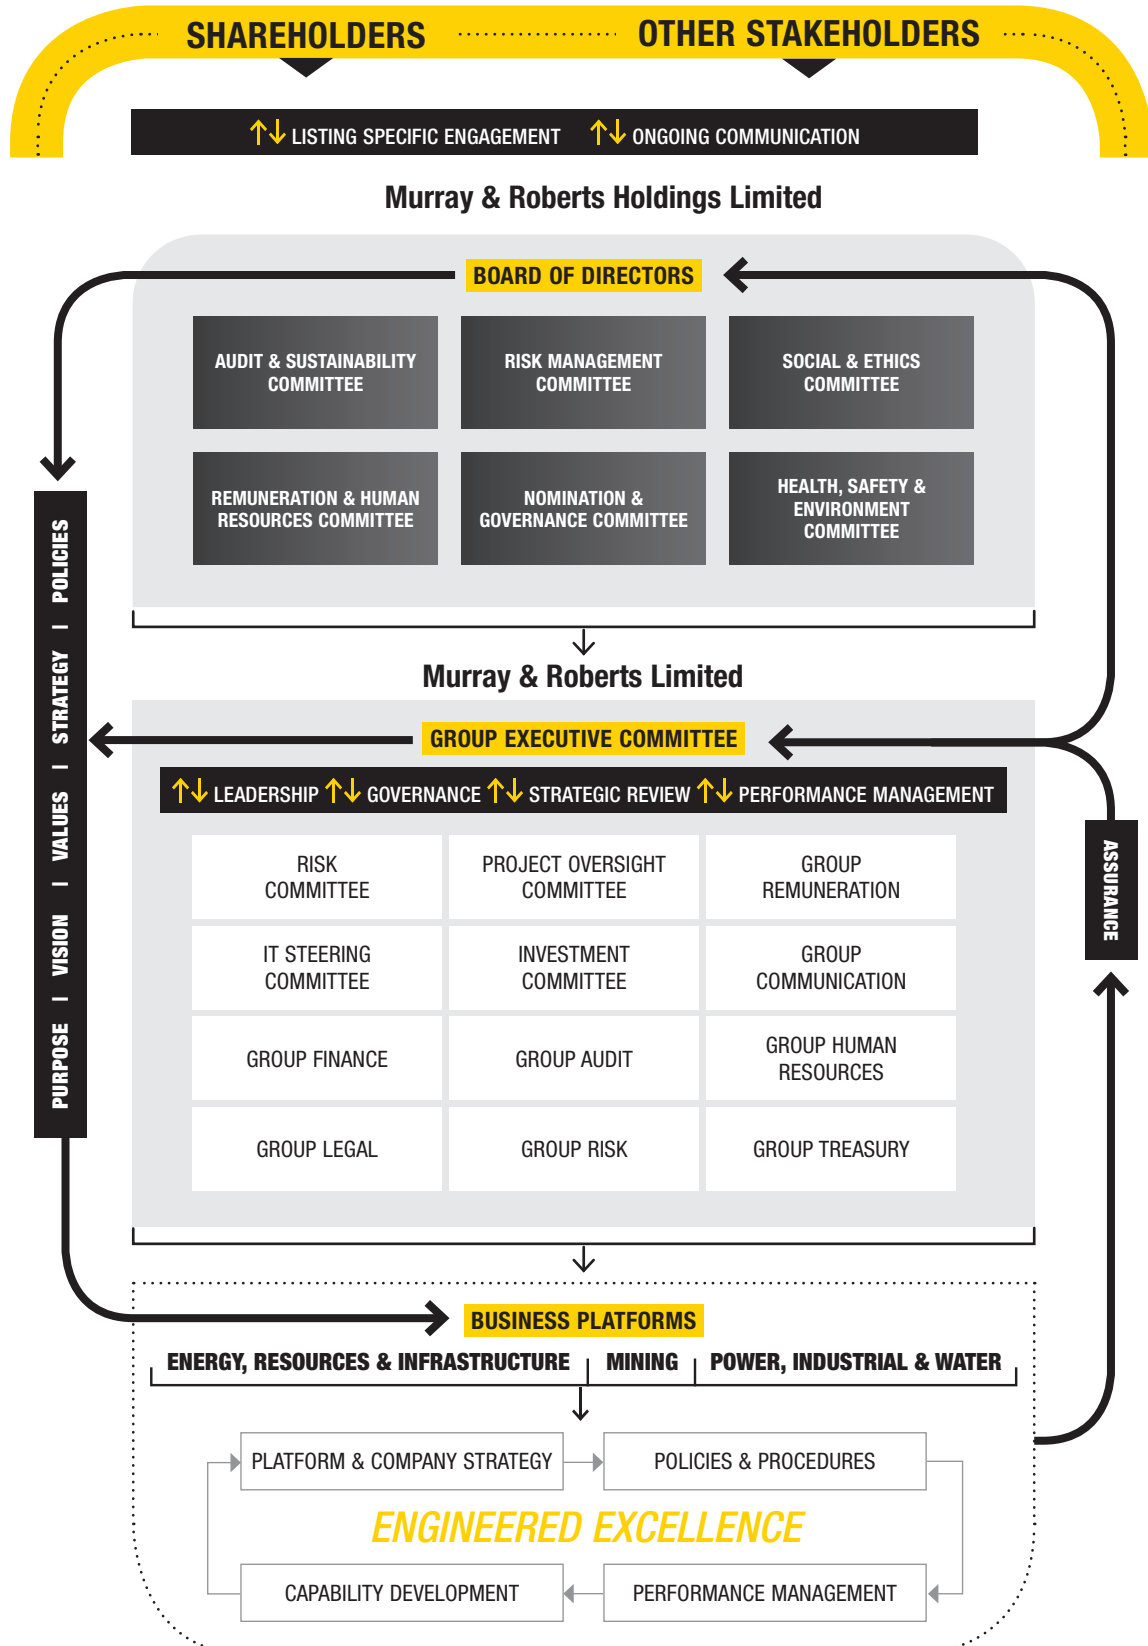 SHAREHOLDERS
OTHER STAKEHOLDERS
LISTING SPECIFIC ENGAGEMENT
ONGOING COMMUNICATION
Murray & Roberts Holdings Limited
BOARD OF DIRECTORS
AUDIT & SUSTAINABILITY
COMMITTEE
RISK MANAGEMENT
COMMITTEE
SOCIAL & ETHICS
COMMITTEE
REMUNERATION & HUMAN
RESOURCES COMMITTEE
NOMINATION &
GOVERNANCE COMMITTEE
HEALTH, SAFETY &
ENVIRONMENT
COMMITTEE
PURPOSE | VISION | VALUES | STRATEGY | POLICIES
Murray & Roberts Limited
GROUP EXECUTIVE COMMITTEE
LEADERSHIP
GOVERNANCE
STRATEGIC REVIEW
PERFORMANCE MANAGEMENT
RISK
COMMITTEE
PROJECT OVERSIGHT
COMMITTEE
GROUP
REMUNERATION
IT STEERING
COMMITTEE
INVESTMENT
COMMITTEE
GROUP
COMMUNICATION
GROUP FINANCE
GROUP AUDIT
GROUP HUMAN
RESOURCES
GROUP LEGAL
GROUP RISK
GROUP TREASURY
ASSURANCE
BUSINESS PLATFORMS
ENERGY, RESOURCES & INFRASTRUCTURE
MINING
POWER, INDUSTRIAL & WATER
PLATFORM & COMPANY STRATEGY
POLICIES & PROCEDURES
ENGINEERED EXCELLENCE
CAPABILITY DEVELOPMENT
PERFORMANCE MANAGEMENT